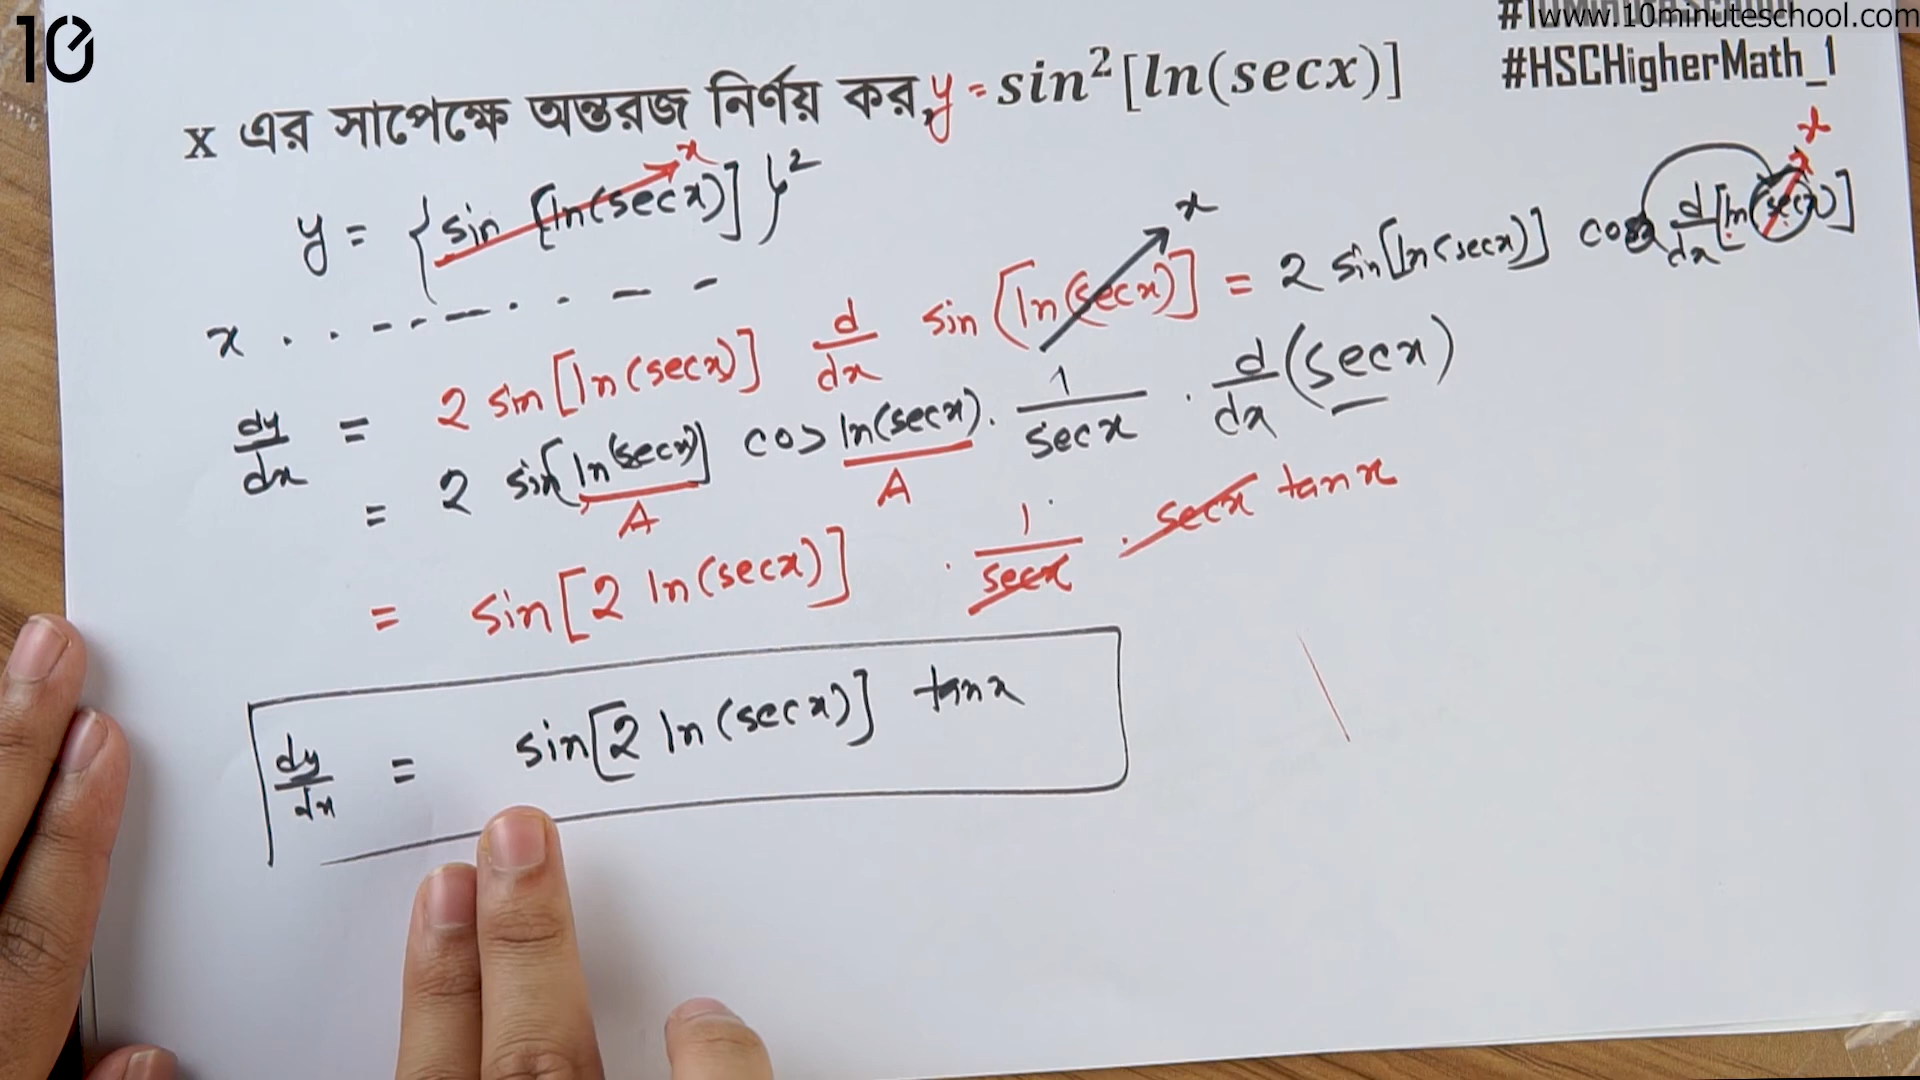 10
www.10minuteschool.com
#HSCHigherMath_1
x এর সাপেক্ষে অন্তরজ নির্ণয় কর, y = sin²[ln(secx)]
y = {sin [ln(secx)]}² x
x
dy/dx = 2 sin[ln(secx)] d/dx sin[ln(secx)] x = 2 sin[ln(secx)] cos d/dx[ln(secx)] x
= 2 sin[ln(secx)] cos ln(secx). 1/secx . d/dx(secx)
A A
= sin[2 ln(secx)] . 1/secx . secx tanx
dy/dx = sin[2 ln(secx)] tanx